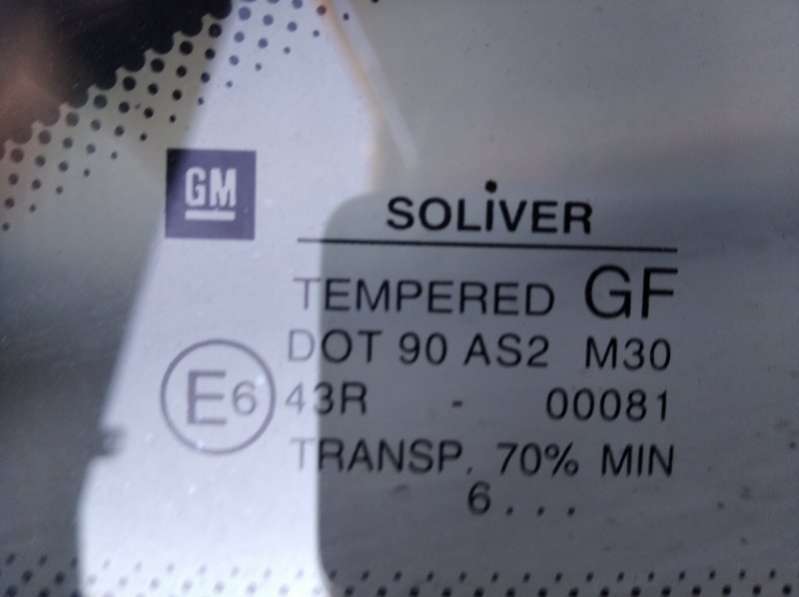 GM
SOLiVER
TEMPERED GF
DOT 90 AS2 M30
E6 43R - 00081
TRANSP. 70% MIN
6...